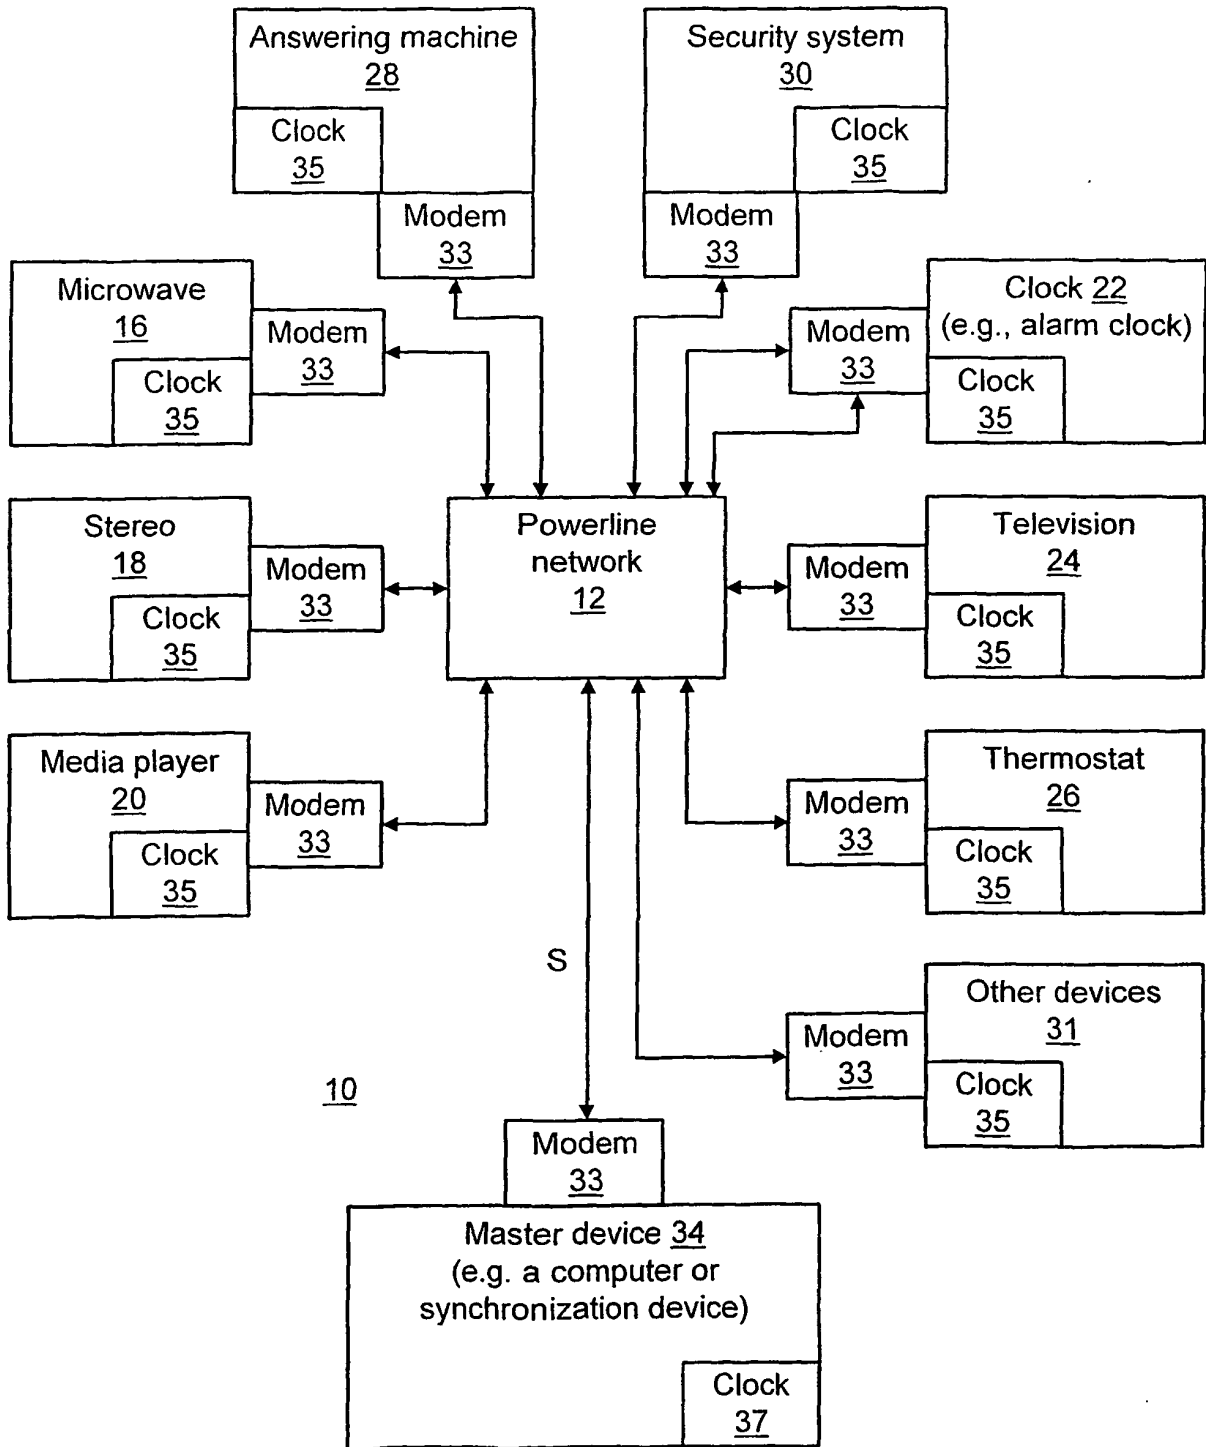 Answering machine
28
Clock
35
Modem
33
Security system
30
Clock
35
Modem
33
Microwave
16
Modem
33
Clock
35
Clock 22
(e.g., alarm clock)
Modem
33
Clock
35
Stereo
18
Modem
33
Clock
35
Powerline
network
12
Television
24
Modem
33
Clock
35
Media player
20
Modem
33
Clock
35
Thermostat
26
Modem
33
Clock
35
S
Other devices
31
Modem
33
Clock
35
10
Modem
33
Master device 34
(e.g. a computer or
synchronization device)
Clock
37